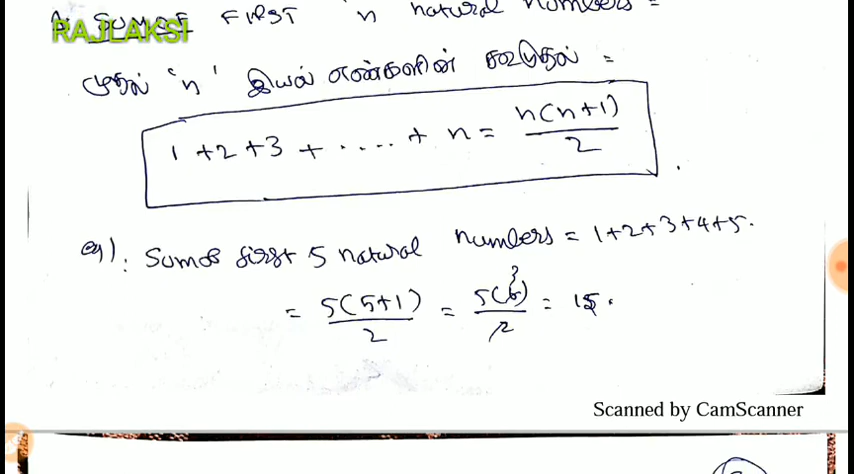 A. SUM OF FIRST 'n' natural numbers =
RAJLAKSI
முதல் 'n' இயல் எண்களின் கூடுதல் =
1 +2 +3 + ..... + n = n(n+1)/2
eg1: Sum of first 5 natural numbers = 1+2+3+4+5.
= 5(5+1)/2 = 5(6)/2 3 = 15.
Scanned by CamScanner